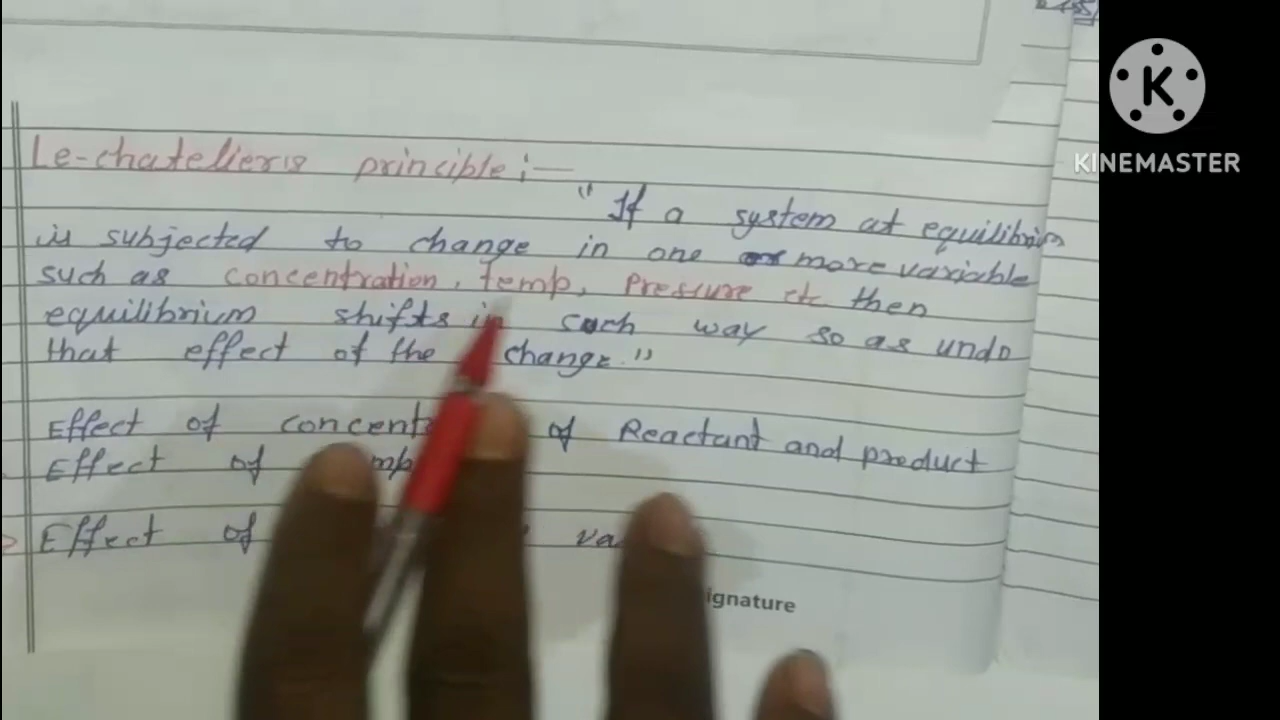 Le-chatelier's principle :-
"If a system at equilibrium
is subjected to change in one or more variable
such as concentration, temp, Pressure etc then
equilibrium shifts in such way so as undo
that effect of the change."
Effect of of Reactant and product
Effect of
Effect of
ignature
KINEMASTER